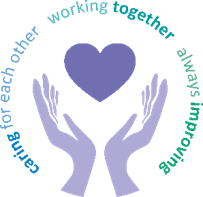 caring for each other
working together
always improving